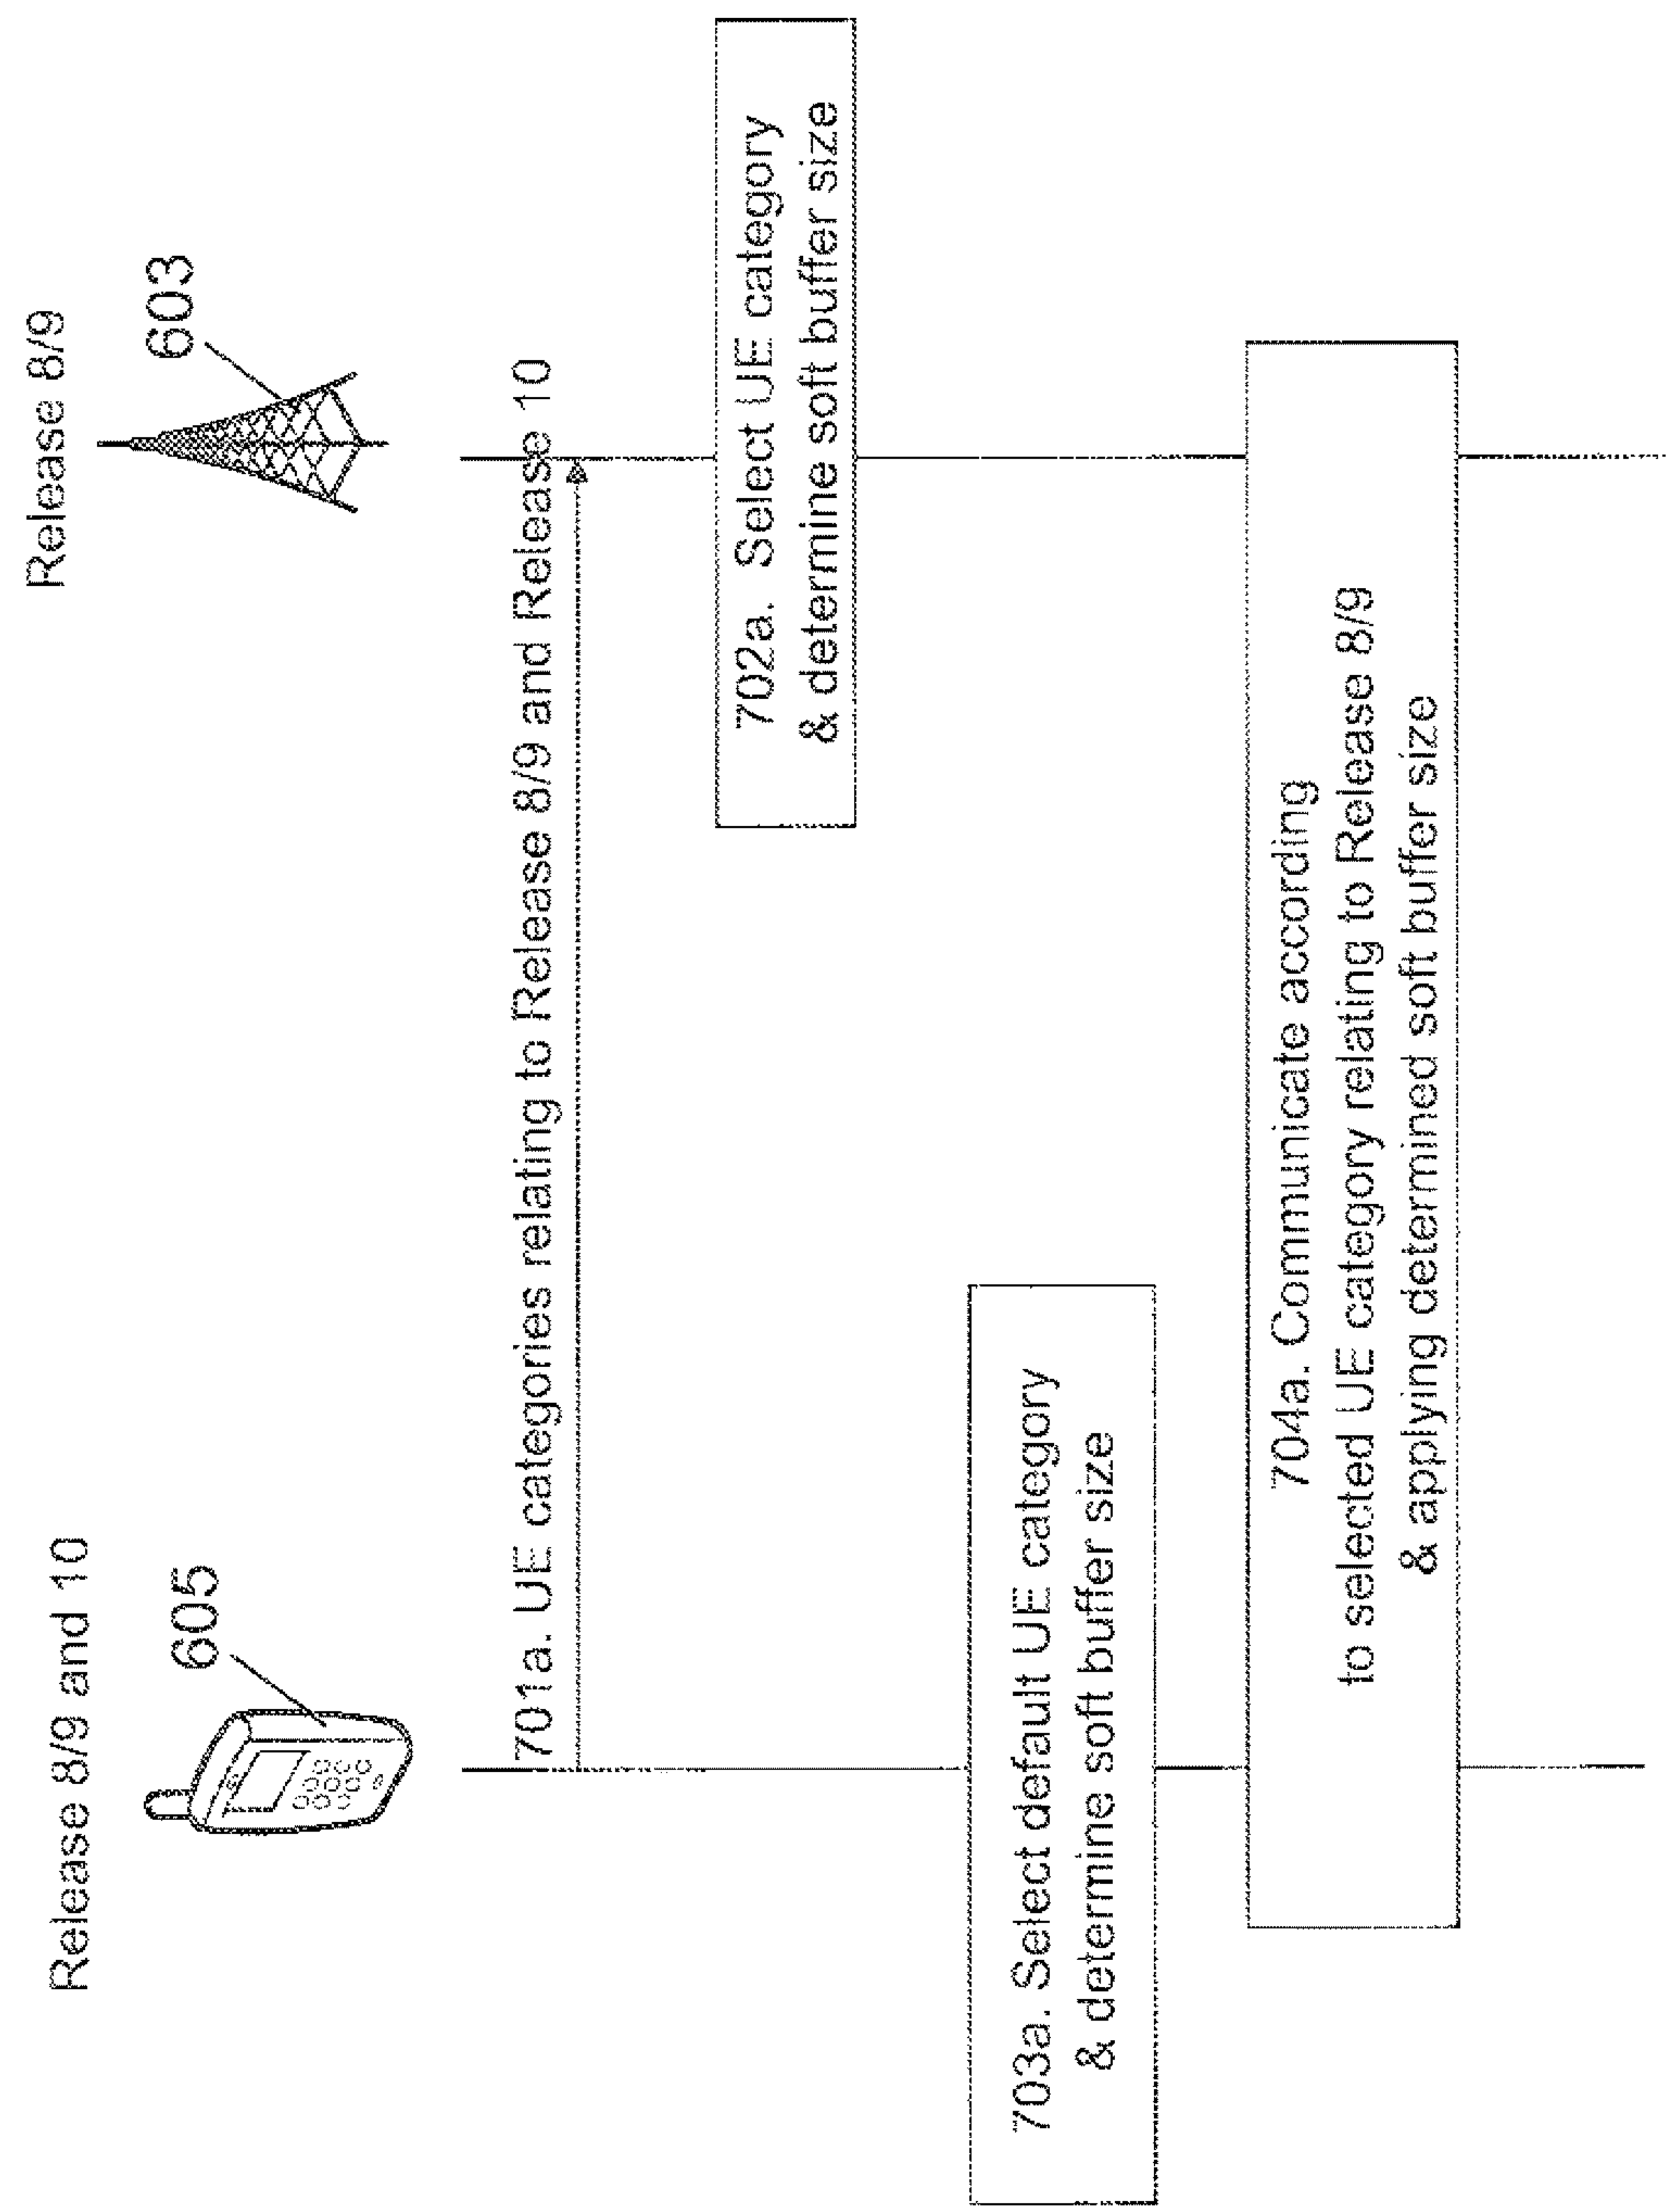 Release 8/9 and 10
605
Release 8/9
603
701a. UE categories relating to Release 8/9 and Release 10
702a. Select UE category
& determine soft buffer size
703a. Select default UE category
& determine soft buffer size
704a. Communicate according
to selected UE category relating to Release 8/9
& applying determined soft buffer size